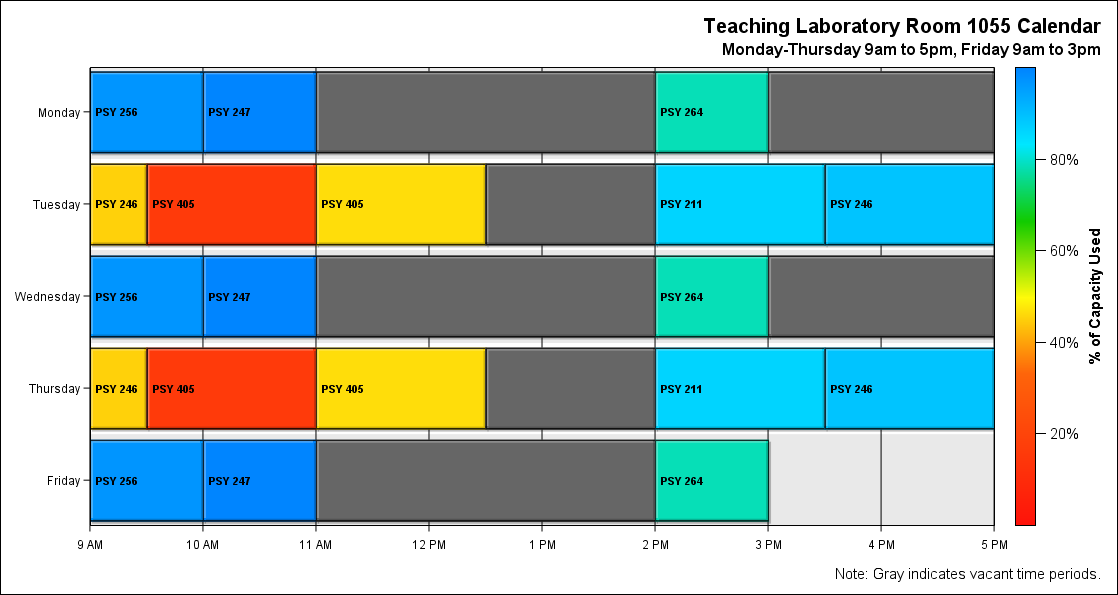 Teaching Laboratory Room 1055 Calendar
Monday-Thursday 9am to 5pm, Friday 9am to 3pm
Monday PSY 256 PSY 247 PSY 264
Tuesday PSY 246 PSY 405 PSY 405 PSY 211 PSY 246
Wednesday PSY 256 PSY 247 PSY 264
Thursday PSY 246 PSY 405 PSY 405 PSY 211 PSY 246
Friday PSY 256 PSY 247 PSY 264
9 AM 10 AM 11 AM 12 PM 1 PM 2 PM 3 PM 4 PM 5 PM
80%
60%
40%
20%
% of Capacity Used
Note: Gray indicates vacant time periods.